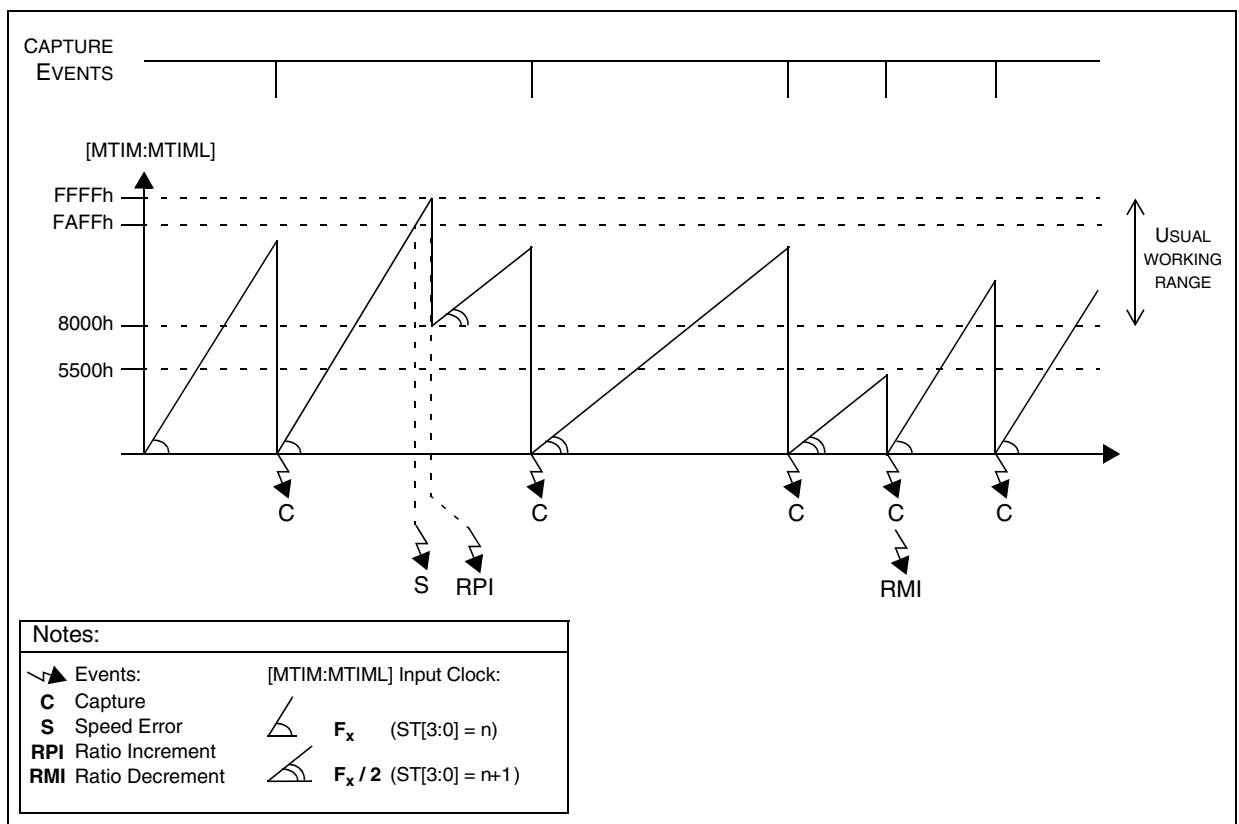 CAPTURE
EVENTS
[MTIM:MTIML]
FFFFh
FAFFh
USUAL
WORKING
RANGE
8000h
5500h
C C C C C
S RPI RMI
Notes:
Events: [MTIM:MTIML] Input Clock:
C Capture
S Speed Error Fx (ST[3:0] = n)
RPI Ratio Increment
RMI Ratio Decrement Fx / 2 (ST[3:0] = n+1)